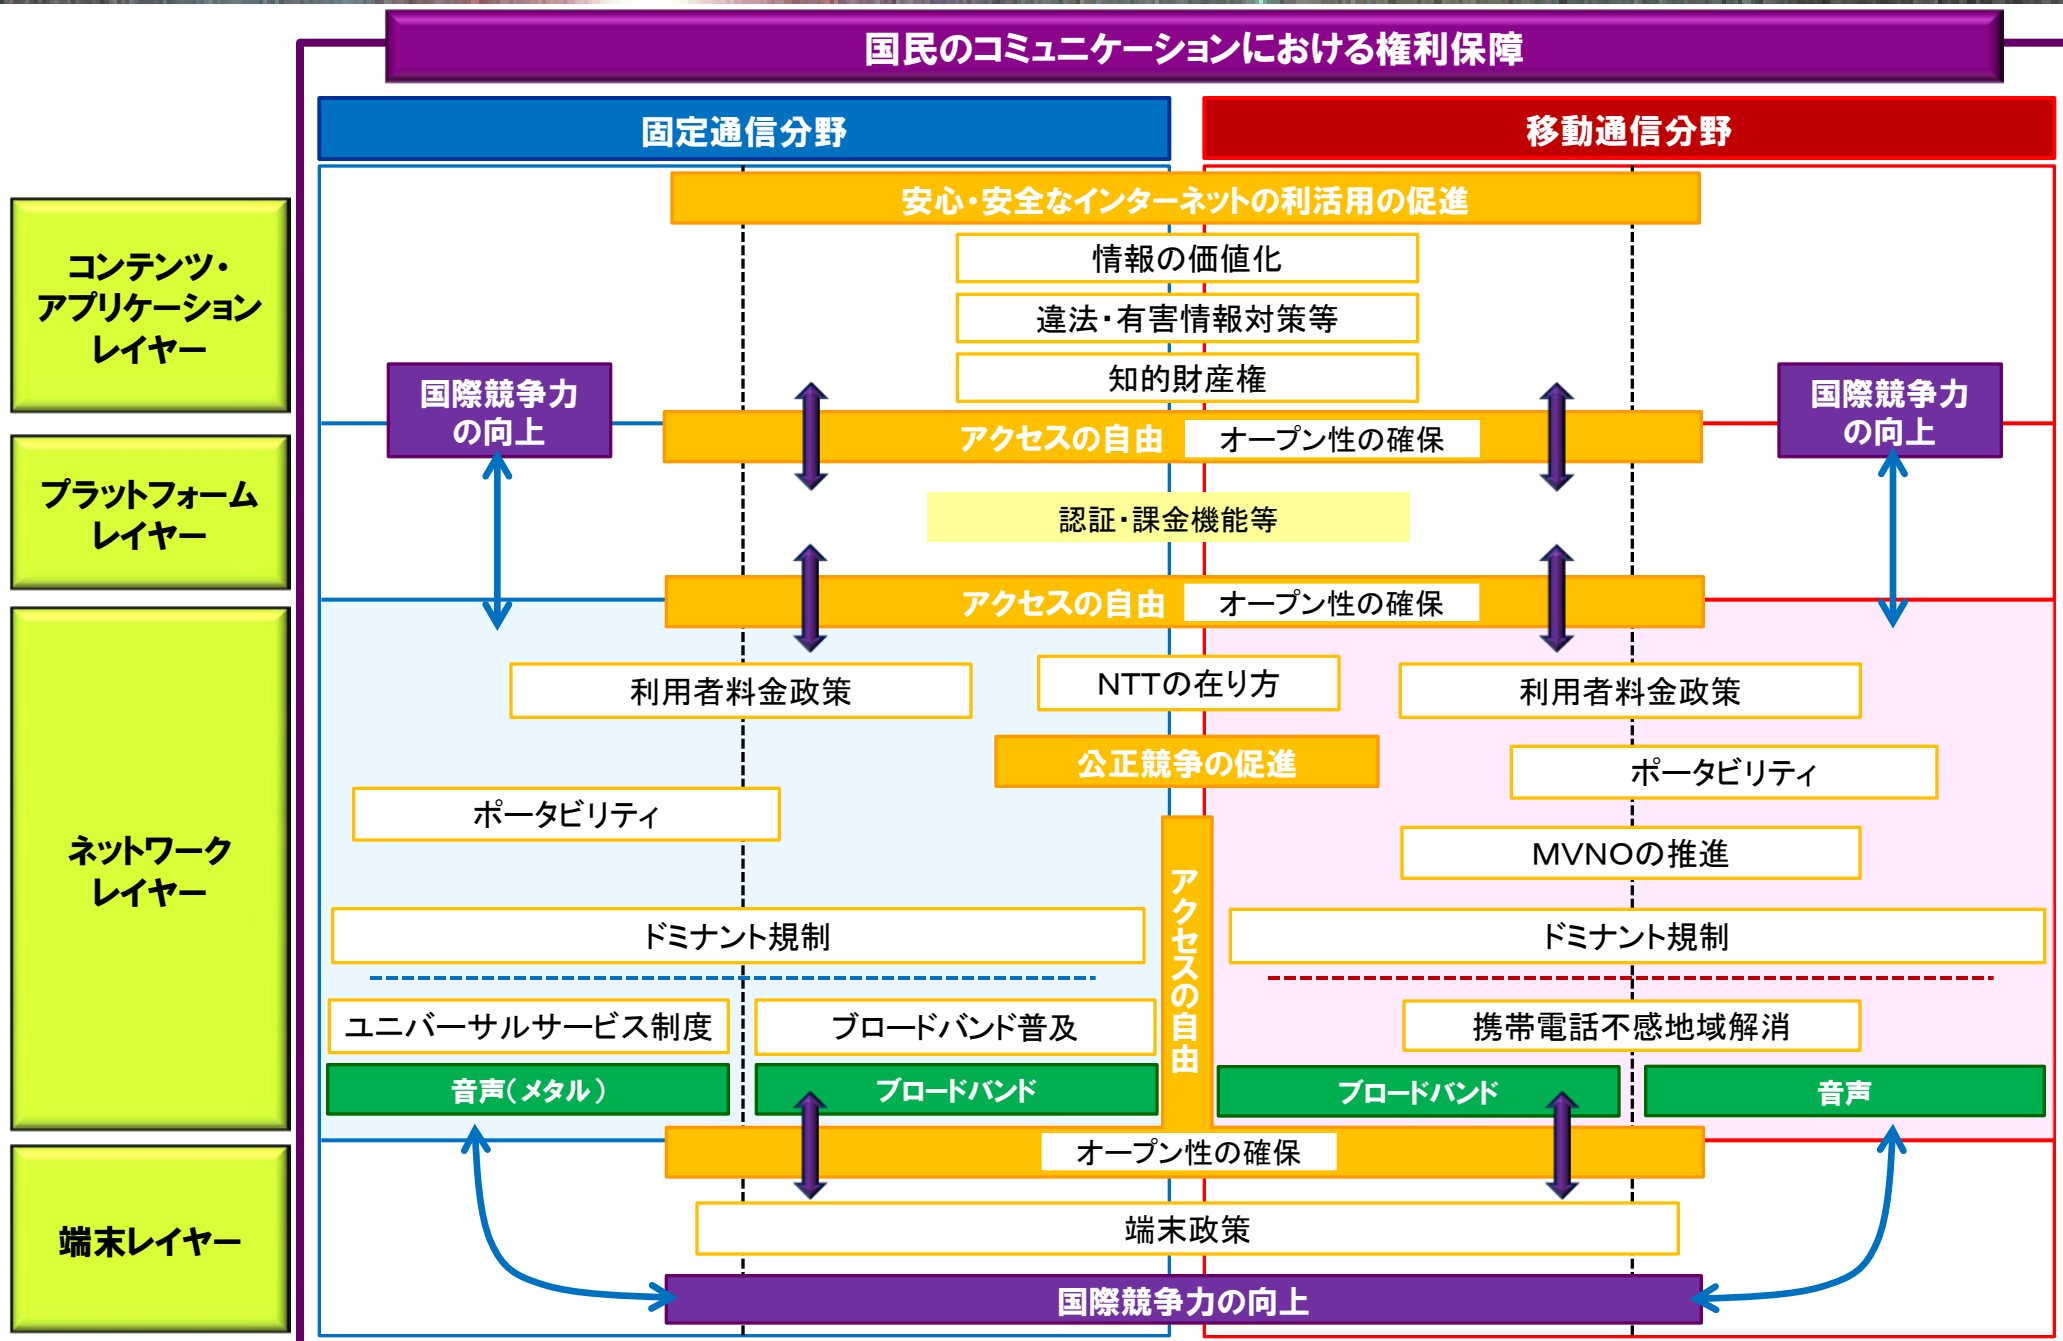 国民のコミュニケーションにおける権利保障
固定通信分野
移動通信分野
安心・安全なインターネットの利活用の促進
コンテンツ・
アプリケーション
レイヤー
情報の価値化
違法・有害情報対策等
知的財産権
国際競争力
の向上
国際競争力
の向上
アクセスの自由
オープン性の確保
プラットフォーム
レイヤー
認証・課金機能等
アクセスの自由
オープン性の確保
ネットワーク
レイヤー
利用者料金政策
NTTの在り方
利用者料金政策
公正競争の促進
ポータビリティ
ポータビリティ
MVNOの推進
アクセスの自由
ドミナント規制
ドミナント規制
ユニバーサルサービス制度
ブロードバンド普及
携帯電話不感地域解消
音声（メタル）
ブロードバンド
ブロードバンド
音声
オープン性の確保
端末レイヤー
端末政策
国際競争力の向上